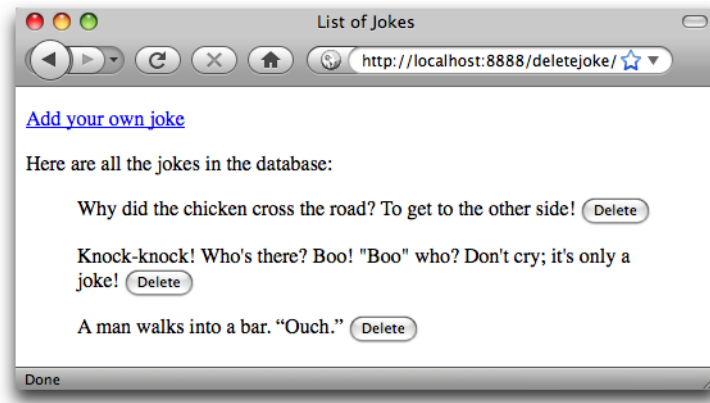 List of Jokes
http://localhost:8888/deletejoke/
Add your own joke
Here are all the jokes in the database:
Why did the chicken cross the road? To get to the other side! Delete
Knock-knock! Who's there? Boo! "Boo" who? Don't cry; it's only a
joke! Delete
A man walks into a bar. “Ouch.” Delete
Done